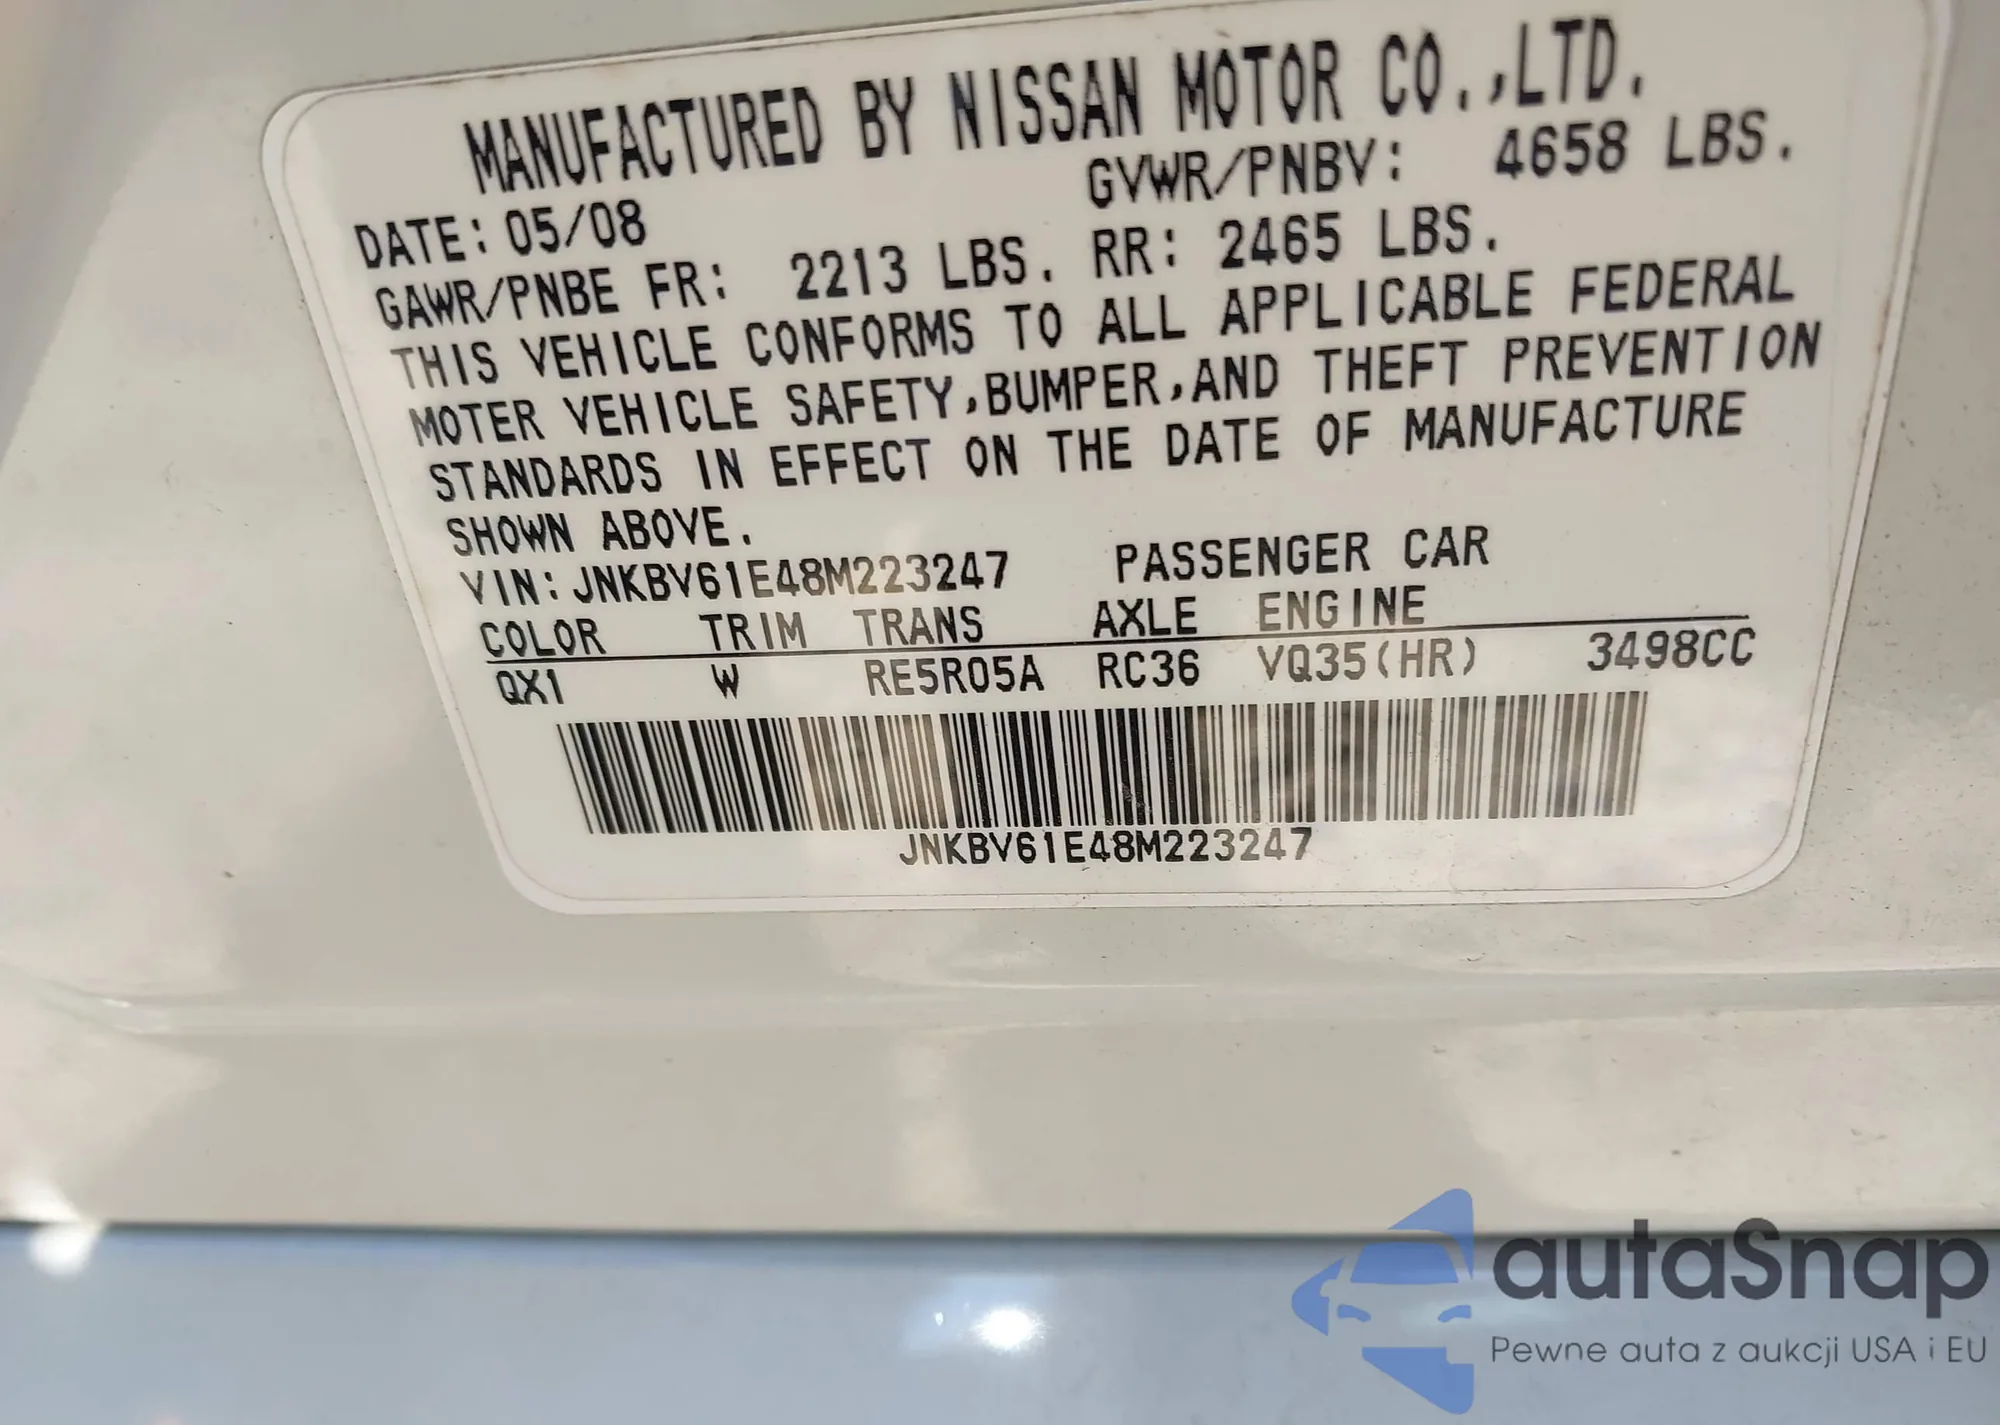 MANUFACTURED BY NISSAN MOTOR CO.,LTD.
DATE: 05/08 GVWR/PNBV: 4658 LBS.
GAWR/PNBE FR: 2213 LBS. RR: 2465 LBS.
THIS VEHICLE CONFORMS TO ALL APPLICABLE FEDERAL
MOTER VEHICLE SAFETY,BUMPER,AND THEFT PREVENTION
STANDARDS IN EFFECT ON THE DATE OF MANUFACTURE
SHOWN ABOVE.
VIN: JNKBV61E48M223247 PASSENGER CAR
COLOR TRIM TRANS AXLE ENGINE
QX1 W RE5R05A RC36 VQ35(HR) 3498CC
JNKBV61E48M223247
autaSnap
Pewne auta z aukcji USA i EU